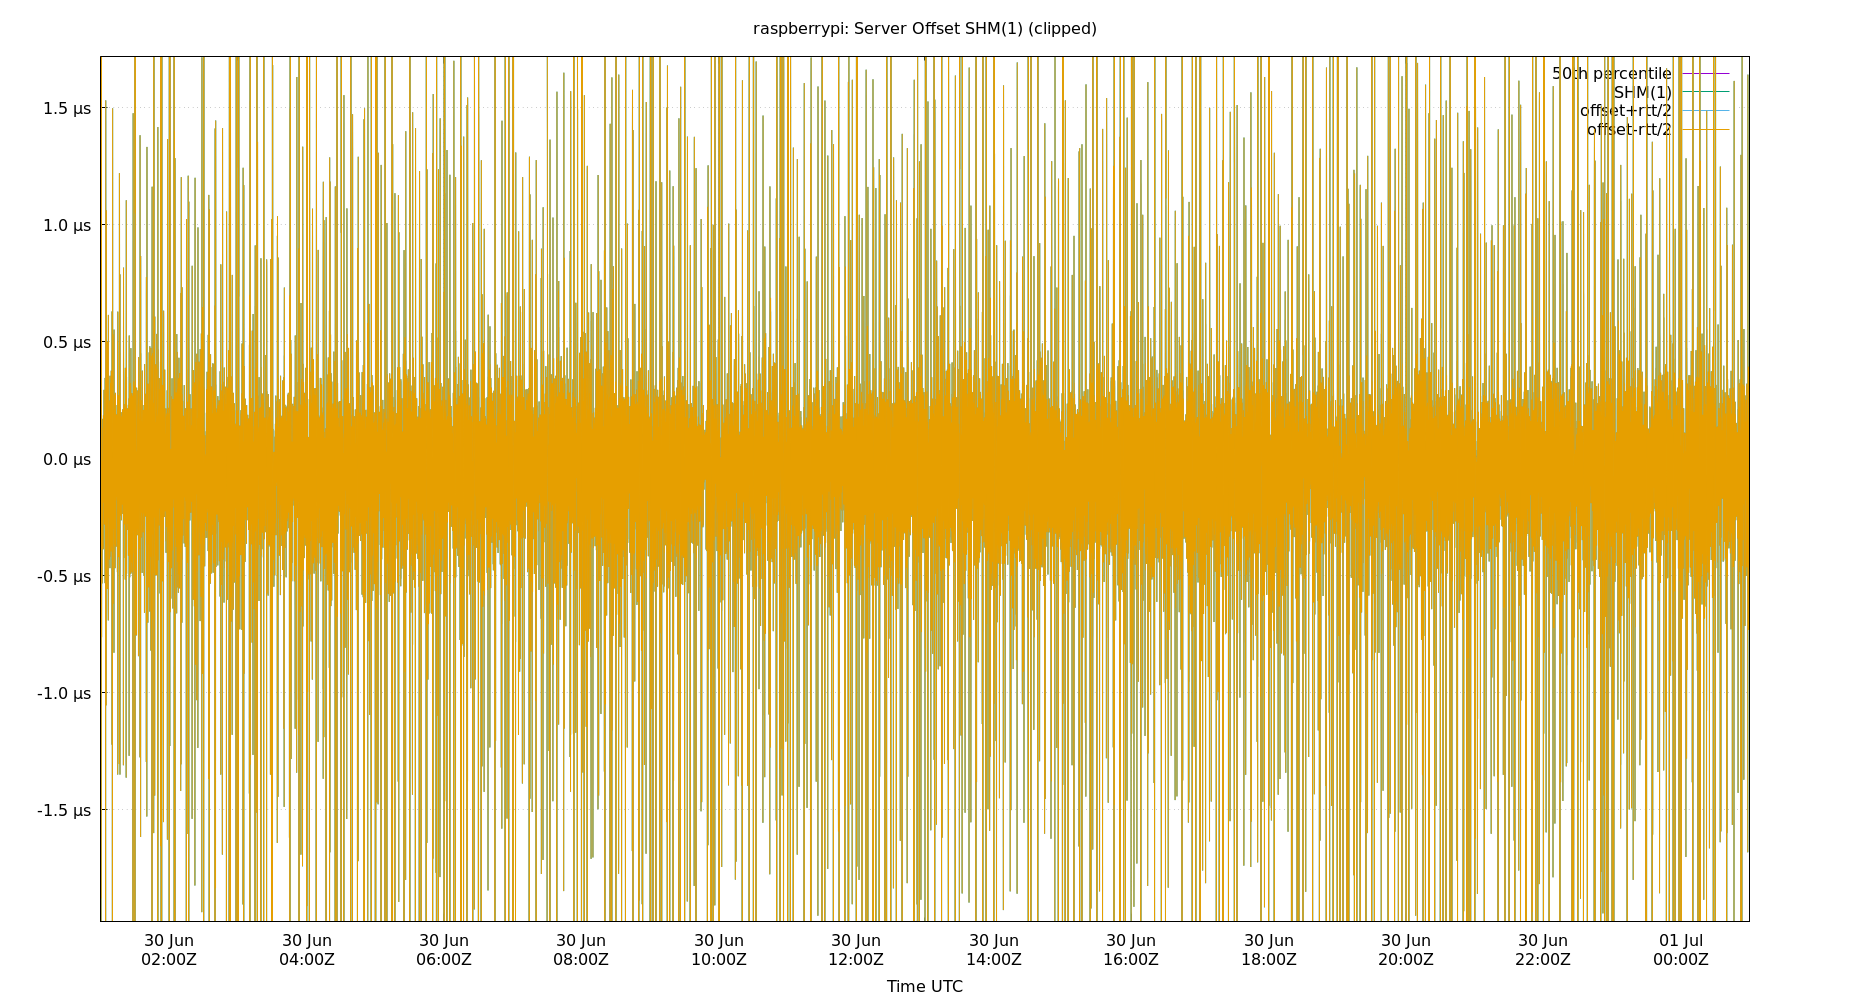 raspberrypi: Server Offset SHM(1) (clipped)
50th percentile
SHM(1)
offset+rtt/2
offset-rtt/2
1.5 µs
1.0 µs
0.5 µs
0.0 µs
-0.5 µs
-1.0 µs
-1.5 µs
30 Jun 30 Jun 30 Jun 30 Jun 30 Jun 30 Jun 30 Jun 30 Jun 30 Jun 30 Jun 30 Jun 01 Jul
02:00Z 04:00Z 06:00Z 08:00Z 10:00Z 12:00Z 14:00Z 16:00Z 18:00Z 20:00Z 22:00Z 00:00Z
Time UTC